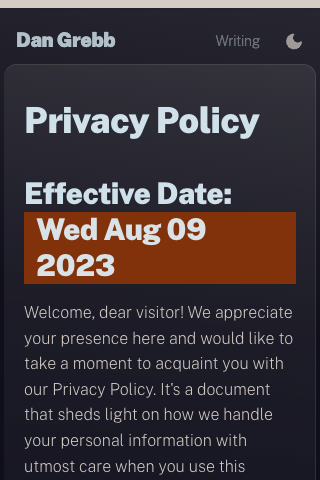 Dan Grebb
Writing
Privacy Policy
Effective Date:
Wed Aug 09
2023
Welcome, dear visitor! We appreciate
your presence here and would like to
take a moment to acquaint you with
our Privacy Policy. It's a document
that sheds light on how we handle
your personal information with
utmost care when you use this